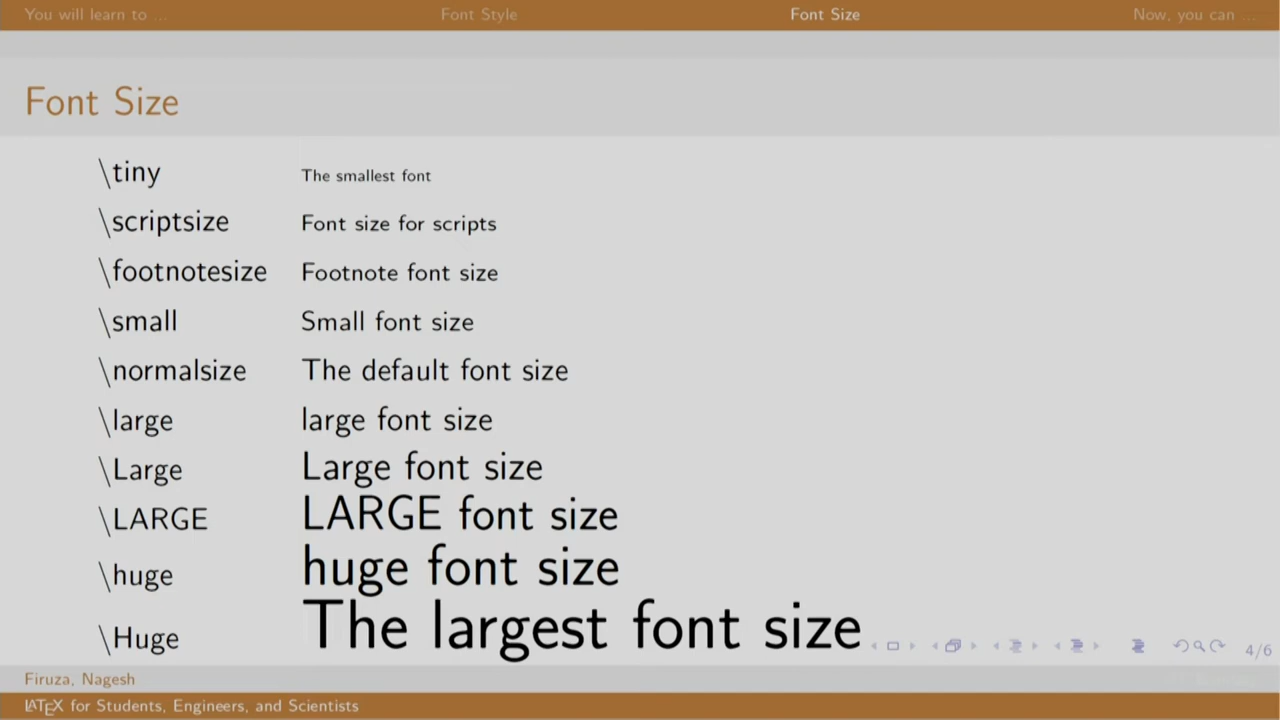 You will learn to ... Font Style Font Size Now, you can ...
Font Size
\tiny The smallest font
\scriptsize Font size for scripts
\footnotesize Footnote font size
\small Small font size
\normalsize The default font size
\large large font size
\Large Large font size
\LARGE LARGE font size
\huge huge font size
\Huge The largest font size
4/6
Firuza, Nagesh
LATEX for Students, Engineers, and Scientists